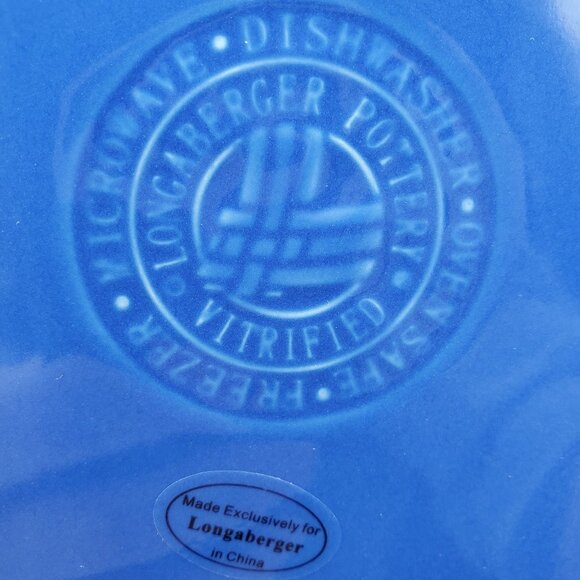 MICROWAVE • DISHWASHER • OVEN SAFE • FREEZER •
• LONGABERGER POTTERY •
VITRIFIED
Made Exclusively for
Longaberger
in China